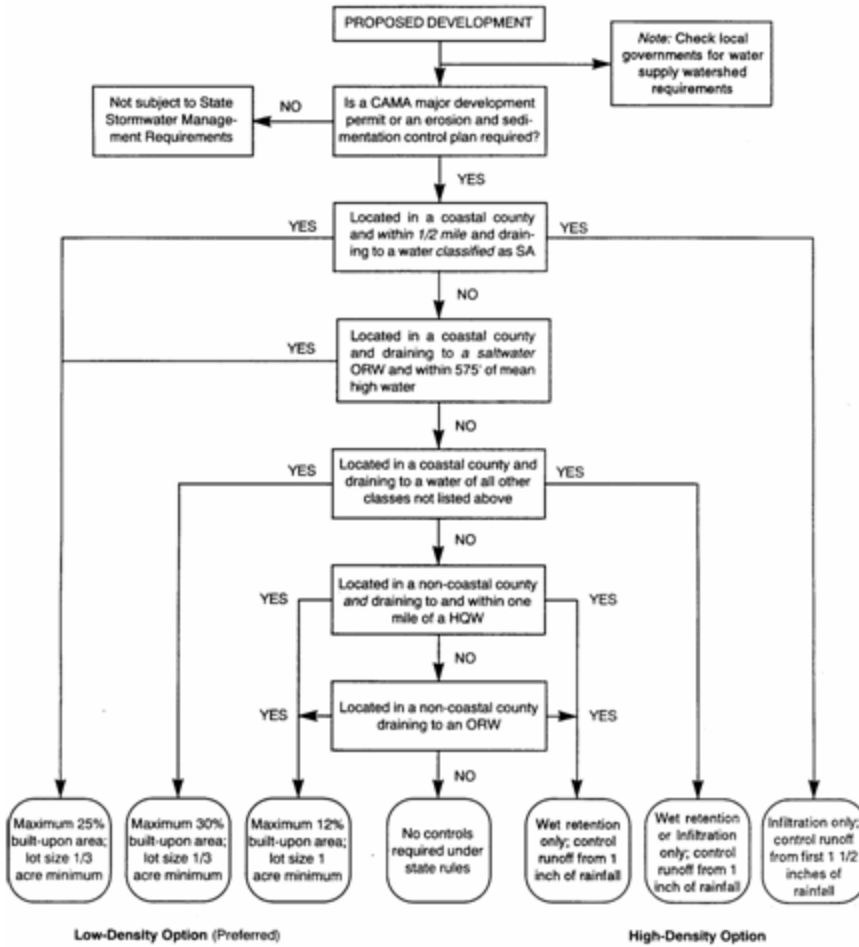 PROPOSED DEVELOPMENT
Note: Check local
governments for water
supply watershed
requirements
Not subject to State
Stormwater Manage-
ment Requirements
NO
Is a CAMA major development
permit or an erosion and sedi-
mentation control plan required?
YES
YES
Located in a coastal county
and within 1/2 mile and drain-
ing to a water classified as SA
YES
NO
YES
Located in a coastal county
and draining to a saltwater
ORW and within 575' of mean
high water
NO
YES
Located in a coastal county and
draining to a water of all other
classes not listed above
YES
NO
YES
Located in a non-coastal county
and draining to and within one
mile of a HQW
YES
NO
YES
Located in a non-coastal county
draining to an ORW
YES
NO
Maximum 25%
built-upon area;
lot size 1/3
acre minimum
Maximum 30%
built-upon area;
lot size 1/3
acre minimum
Maximum 12%
built-upon area;
lot size 1
acre minimum
No controls
required under
state rules
Wet retention
only; control
runoff from 1
inch of rainfall
Wet retention
or Infiltration
only; control
runoff from 1
inch of rainfall
Infiltration only;
control runoff
from first 1 1/2
inches of
rainfall
Low-Density Option (Preferred)
High-Density Option